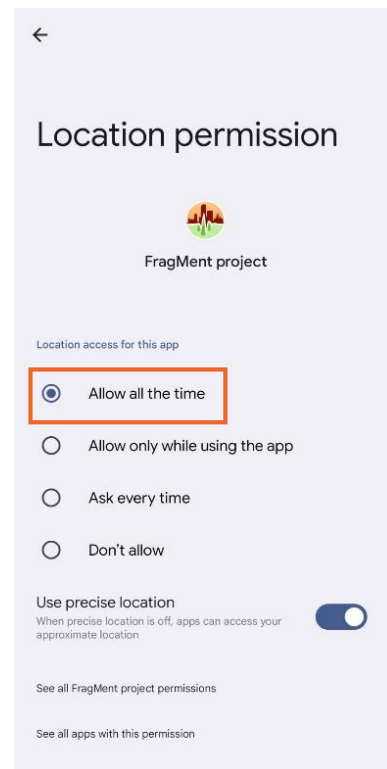 Location permission
FragMent project
Location access for this app
Allow all the time
Allow only while using the app
Ask every time
Don't allow
Use precise location
When precise location is off, apps can access your
approximate location
See all FragMent project permissions
See all apps with this permission